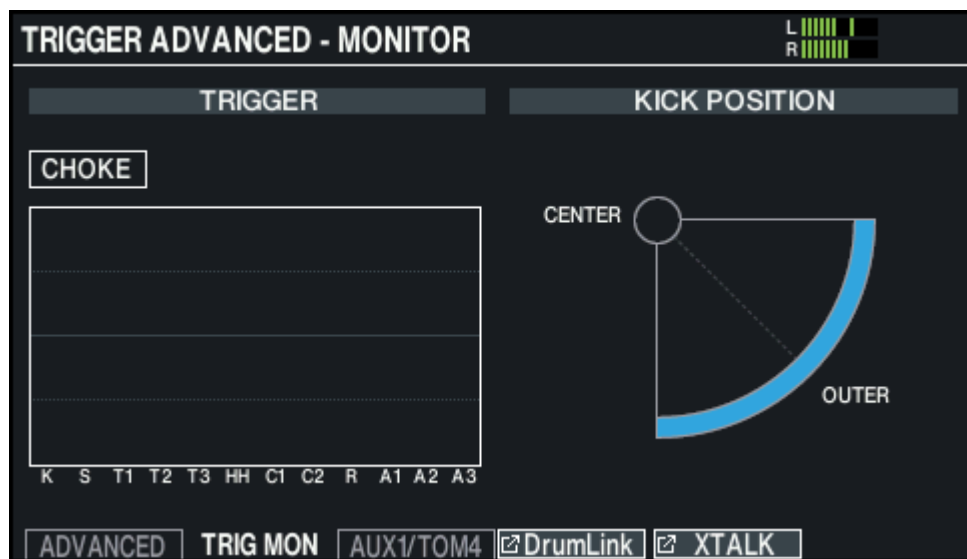 TRIGGER ADVANCED - MONITOR
L
R
TRIGGER
KICK POSITION
CHOKE
CENTER
OUTER
K S T1 T2 T3 HH C1 C2 R A1 A2 A3
ADVANCED TRIG MON AUX1/TOM4 DrumLink XTALK